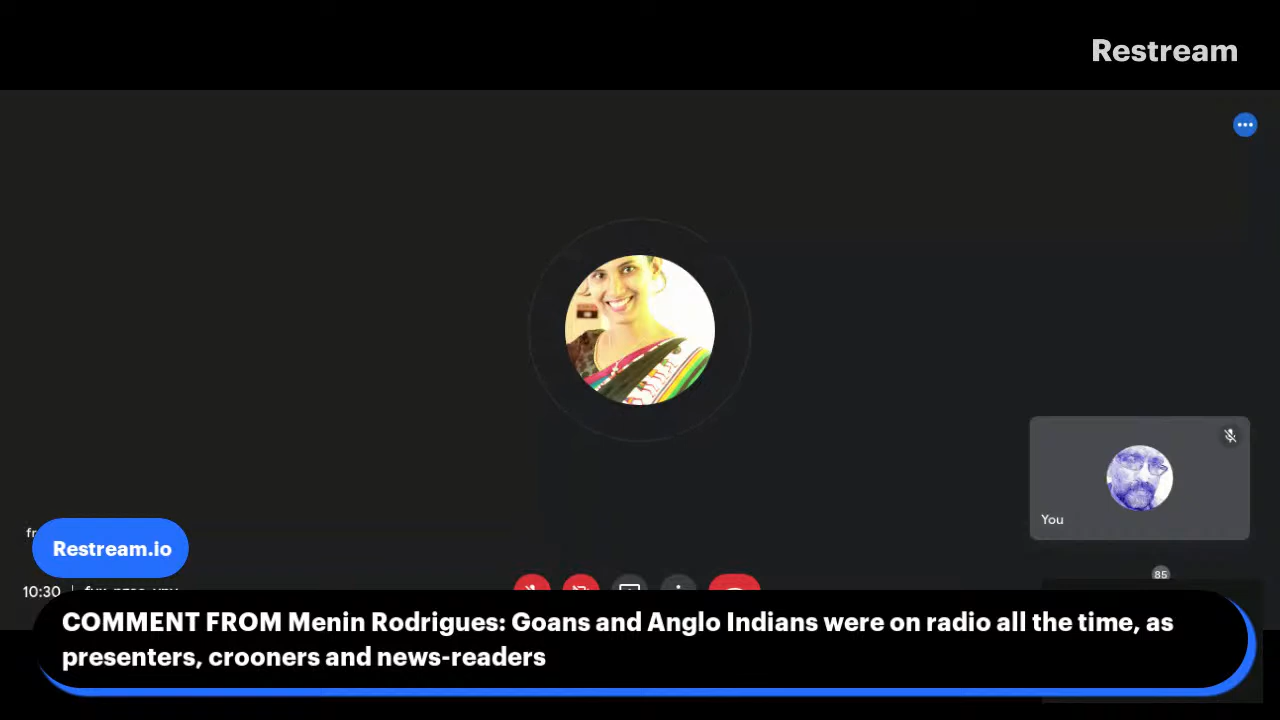 Restream
You
Restream.io
85
10:30
COMMENT FROM Menin Rodrigues: Goans and Anglo Indians were on radio all the time, as
presenters, crooners and news-readers